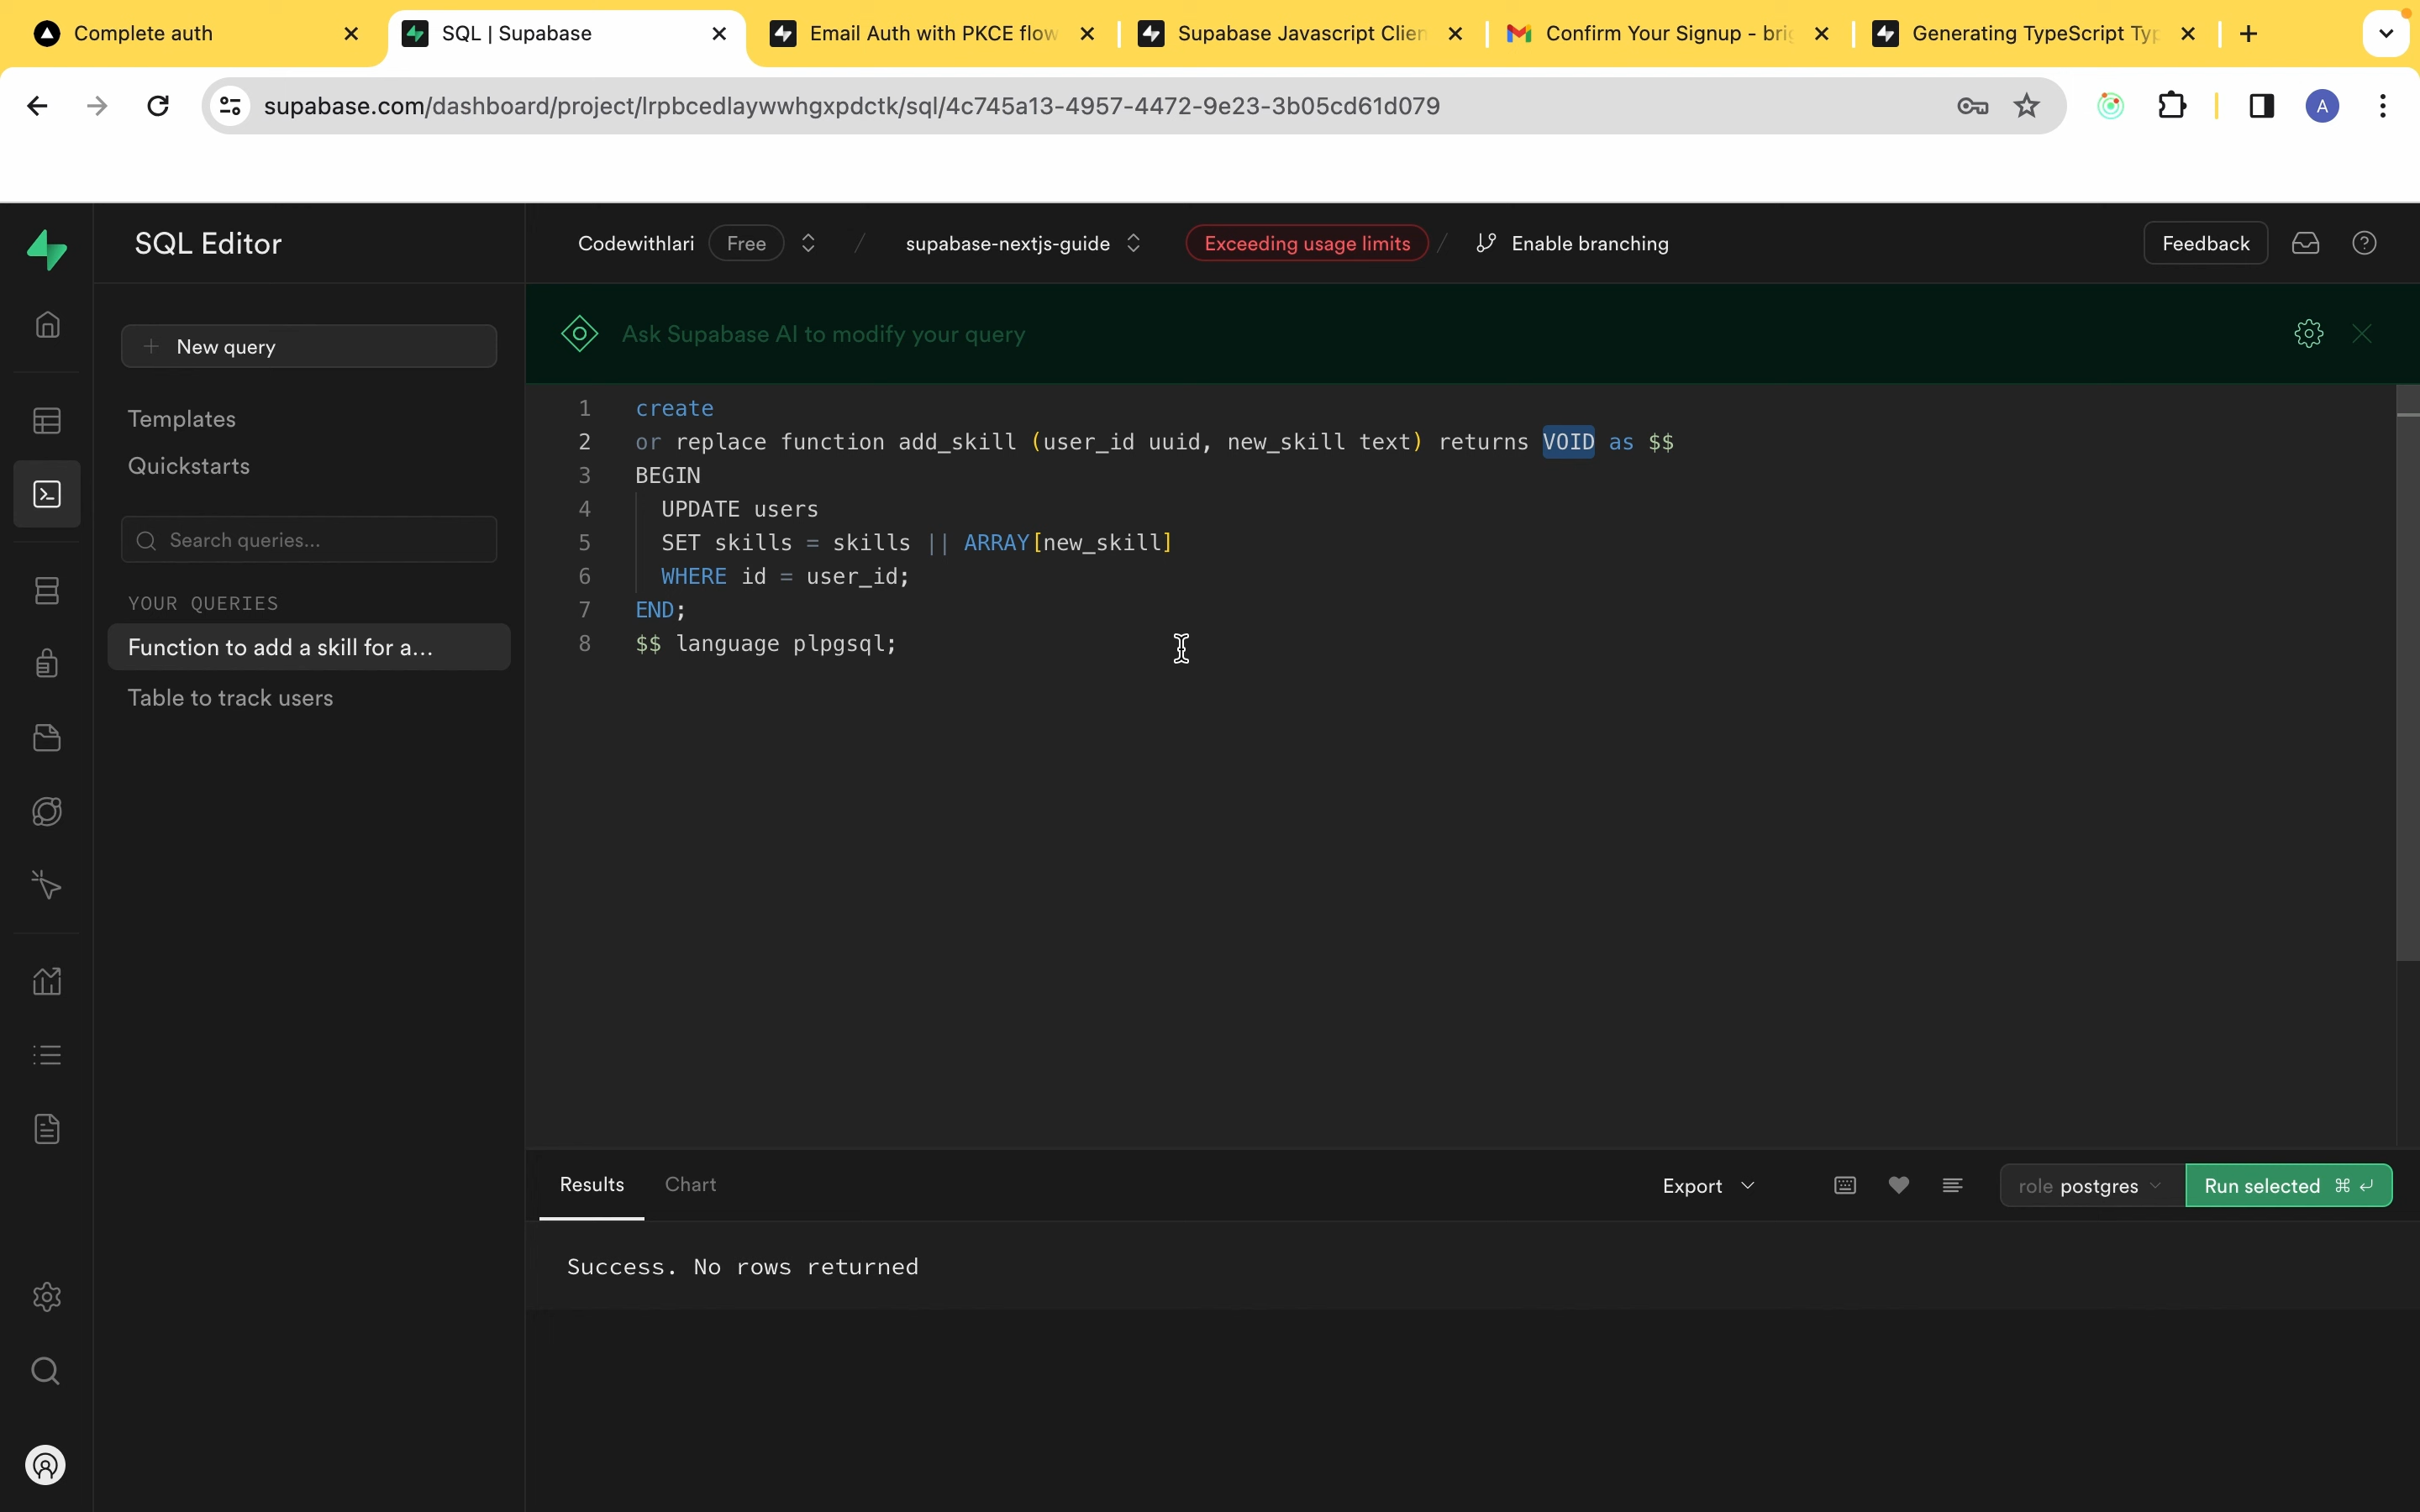 Complete auth
SQL | Supabase
Email Auth with PKCE flow
Supabase Javascript Clien
Confirm Your Signup - brig
Generating TypeScript Typ
supabase.com/dashboard/project/lrpbcedlaywwhgxpdctk/sql/4c745a13-4957-4472-9e23-3b05cd61d079
A
SQL Editor
Codewithlari Free / supabase-nextjs-guide Exceeding usage limits / Enable branching
Feedback
New query
Templates
Quickstarts
Search queries...
YOUR QUERIES
Function to add a skill for a...
Table to track users
Ask Supabase AI to modify your query
1 create
2 or replace function add_skill (user_id uuid, new_skill text) returns VOID as $$
3 BEGIN
4 UPDATE users
5 SET skills = skills || ARRAY[new_skill]
6 WHERE id = user_id;
7 END;
8 $$ language plpgsql;
Results
Chart
Export
role postgres
Run selected ⌘ ↵
Success. No rows returned